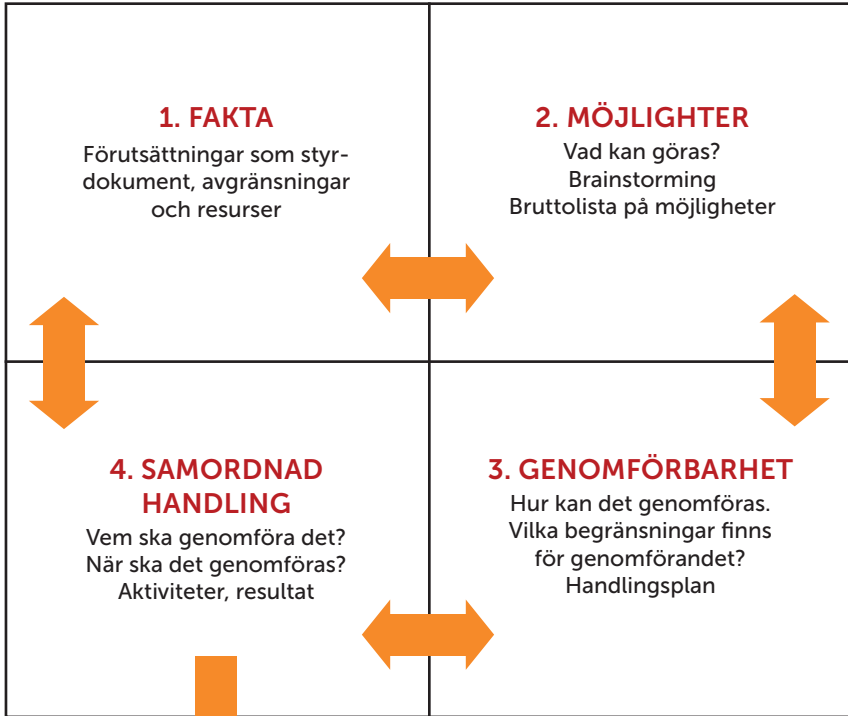 1. FAKTA
Förutsättningar som styr-
dokument, avgränsningar
och resurser
2. MÖJLIGHTER
Vad kan göras?
Brainstorming
Bruttolista på möjligheter
3. GENOMFÖRBARHET
Hur kan det genomföras.
Vilka begränsningar finns
för genomförandet?
Handlingsplan
4. SAMORDNAD
HANDLING
Vem ska genomföra det?
När ska det genomföras?
Aktiviteter, resultat